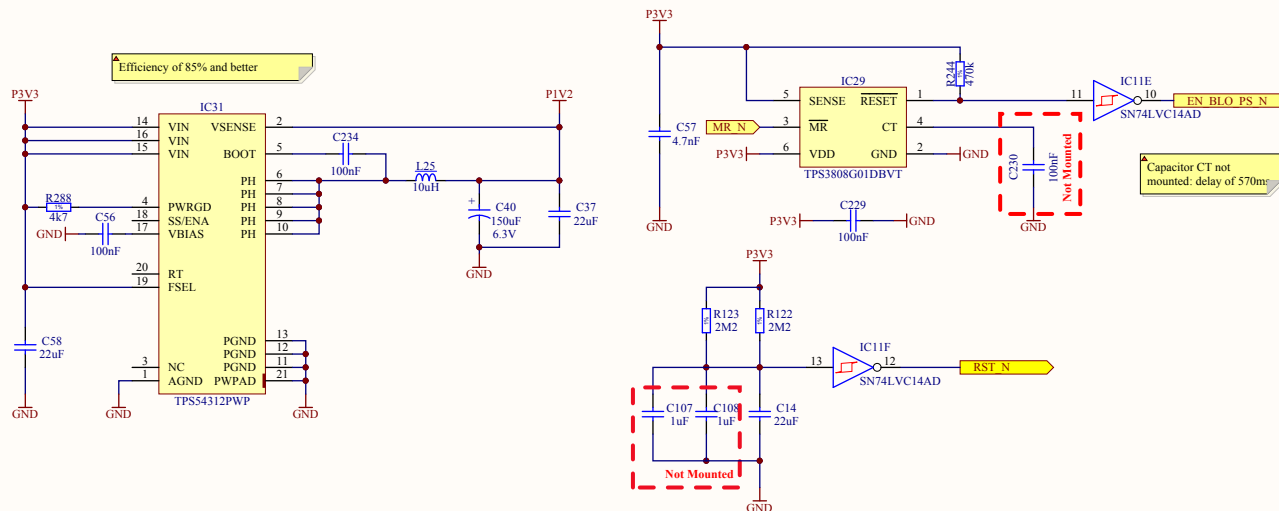 Efficiency of 85% and better
P3V3
IC31
P1V2
14
VIN
VSENSE
2
16
VIN
15
VIN
BOOT
5
C234
100nF
PH
6
PH
7
PH
8
PH
9
PH
10
L25
10uH
R288
1%
4k7
4
PWRGD
18
SS/ENA
17
VBIAS
C56
100nF
GND
+
C40
150uF
6.3V
C37
22uF
GND
20
RT
19
FSEL
C58
22uF
GND
PGND
13
PGND
12
PGND
11
PWPAD
21
3
NC
1
AGND
GND
GND
TPS54312PWP
P3V3
R244
1%
470k
IC29
5
SENSE
RESET
1
MR_N
3
MR
CT
4
P3V3
6
VDD
GND
2
GND
TPS3808G01DBVT
C57
4.7nF
GND
IC11E
11
10
EN_BLO_PS_N
SN74LVC14AD
C230
100nF
Not Mounted
GND
Capacitor CT not
mounted: delay of 570ms
P3V3
C229
100nF
GND
P3V3
R123
1%
2M2
R122
1%
2M2
IC11F
13
12
RST_N
SN74LVC14AD
C107
1uF
C108
1uF
C14
22uF
Not Mounted
GND